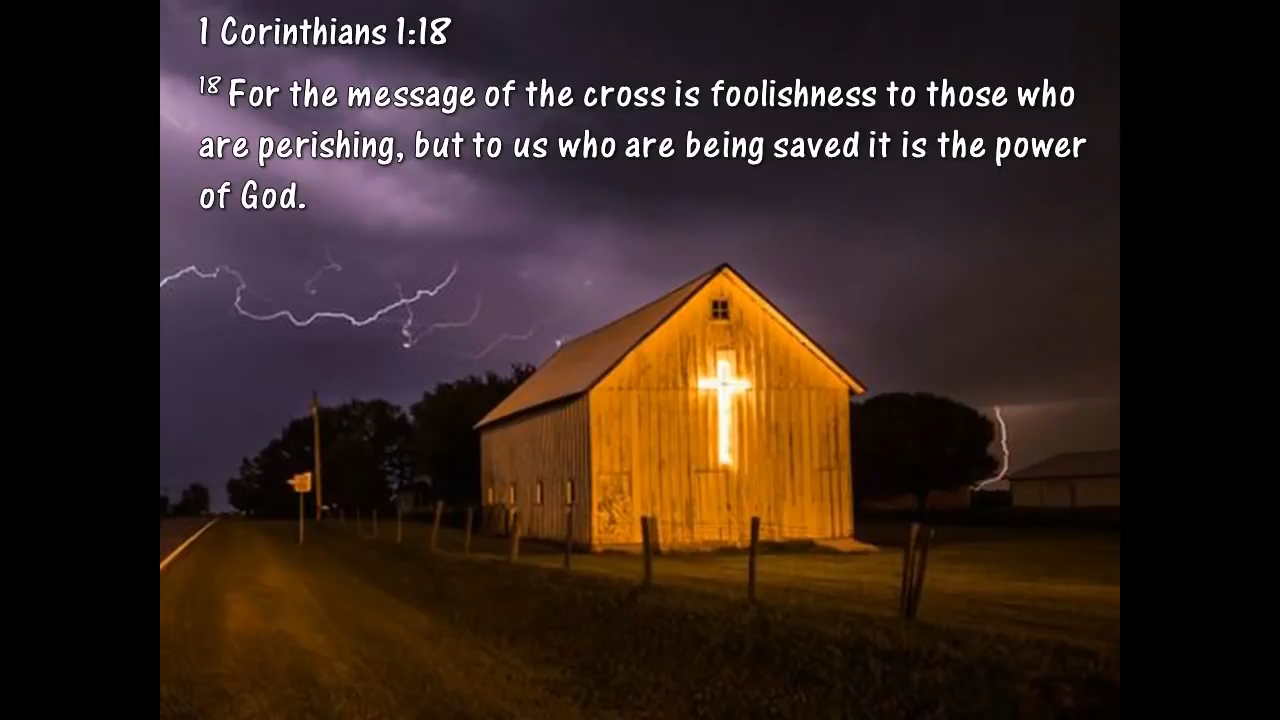 1 Corinthians 1:18
18 For the message of the cross is foolishness to those who
are perishing, but to us who are being saved it is the power
of God.